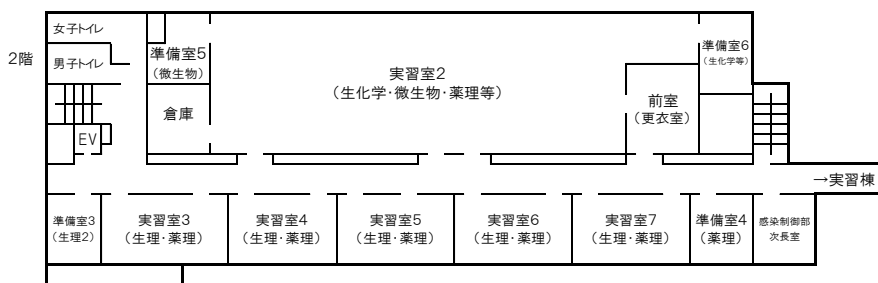 女子トイレ
2階
男子トイレ
準備室5
（微生物）
倉庫
EV
実習室2
（生化学・微生物・薬理等）
前室
（更衣室）
準備室6
（生化学等）
→実習棟
準備室3
（生理2）
実習室3
（生理・薬理）
実習室4
（生理・薬理）
実習室5
（生理・薬理）
実習室6
（生理・薬理）
実習室7
（生理・薬理）
準備室4
（薬理）
感染制御部
次長室